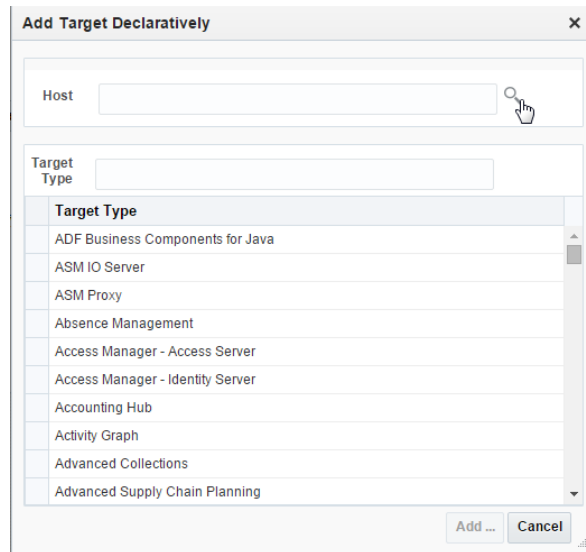 Add Target Declaratively
Host
Target
Type
Target Type
ADF Business Components for Java
ASM IO Server
ASM Proxy
Absence Management
Access Manager - Access Server
Access Manager - Identity Server
Accounting Hub
Activity Graph
Advanced Collections
Advanced Supply Chain Planning
Add ... Cancel